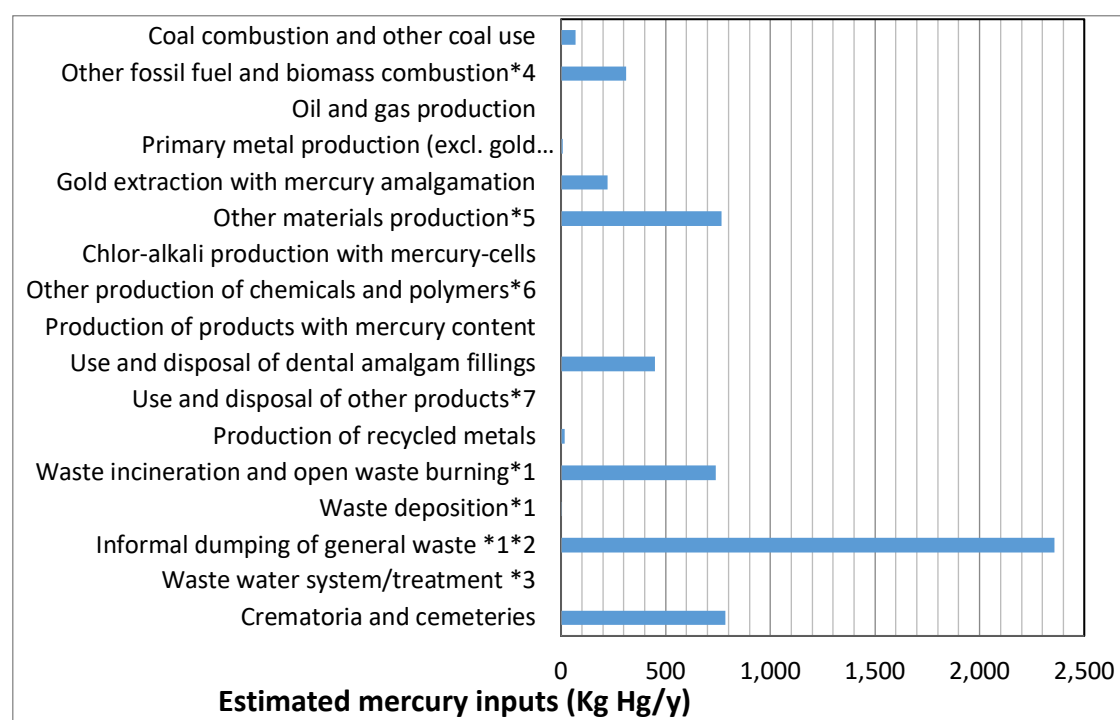 Coal combustion and other coal use
Other fossil fuel and biomass combustion*4
Oil and gas production
Primary metal production (excl. gold...
Gold extraction with mercury amalgamation
Other materials production*5
Chlor-alkali production with mercury-cells
Other production of chemicals and polymers*6
Production of products with mercury content
Use and disposal of dental amalgam fillings
Use and disposal of other products*7
Production of recycled metals
Waste incineration and open waste burning*1
Waste deposition*1
Informal dumping of general waste *1*2
Waste water system/treatment *3
Crematoria and cemeteries
0 500 1,000 1,500 2,000 2,500
Estimated mercury inputs (Kg Hg/y)